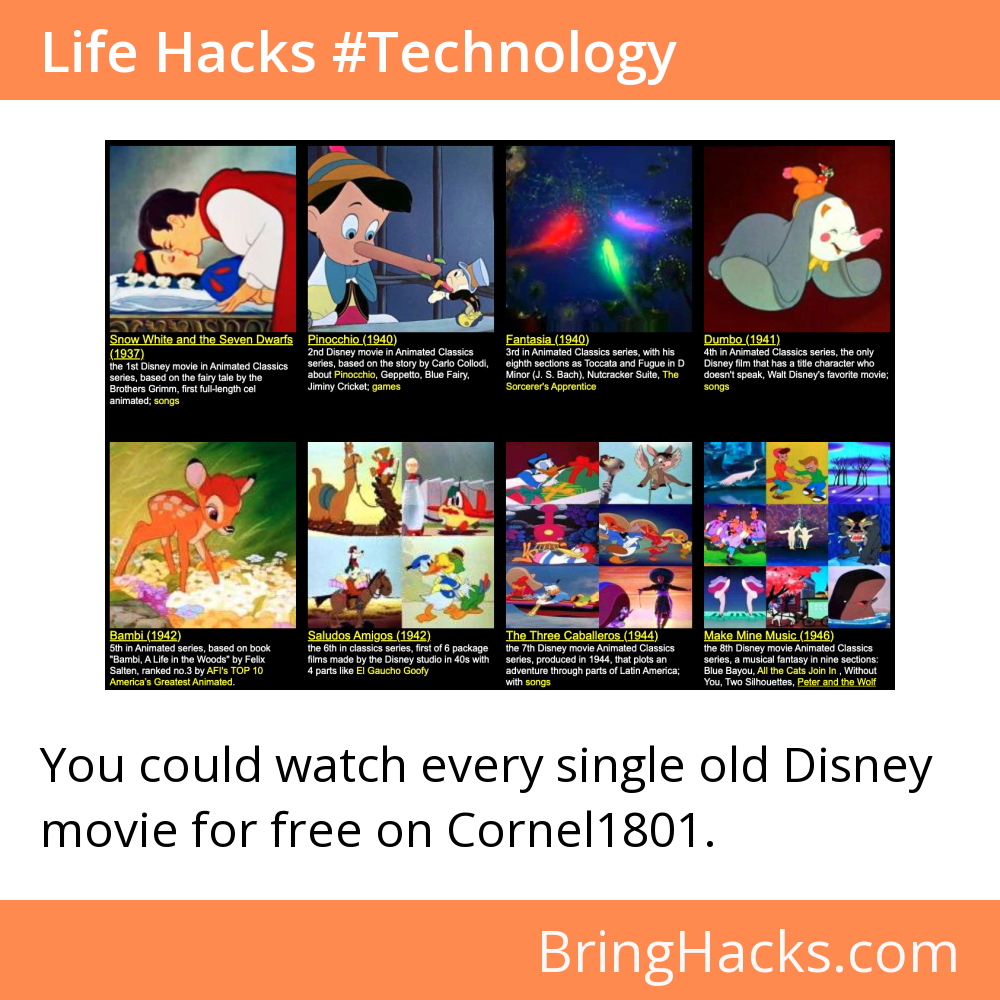 Life Hacks #Technology
Snow White and the Seven Dwarfs
(1937)
the 1st Disney movie in Animated Classics
series, based on the fairy tale by the
Brothers Grimm, first full-length cel
animated; songs
Pinocchio (1940)
2nd Disney movie in Animated Classics
series, based on the story by Carlo Collodi,
about Pinocchio, Geppetto, Blue Fairy,
Jiminy Cricket; games
Fantasia (1940)
3rd in Animated Classics series, with his
eighth sections as Toccata and Fugue in D
Minor (J. S. Bach), Nutcracker Suite, The
Sorcerer's Apprentice
Dumbo (1941)
4th in Animated Classics series, the only
Disney film that has a title character who
doesn't speak, Walt Disney's favorite movie;
songs
Bambi (1942)
5th in Animated series, based on book
"Bambi, A Life in the Woods" by Felix
Salten, ranked no.3 by AFI's TOP 10
America's Greatest Animated.
Saludos Amigos (1942)
the 6th in classics series, first of 6 package
films made by the Disney studio in 40s with
4 parts like El Gaucho Goofy
The Three Caballeros (1944)
the 7th Disney movie Animated Classics
series, produced in 1944, that plots an
adventure through parts of Latin America;
with songs
Make Mine Music (1946)
the 8th Disney movie Animated Classics
series, a musical fantasy in nine sections:
Blue Bayou, All the Cats Join In , Without
You, Two Silhouettes, Peter and the Wolf
You could watch every single old Disney
movie for free on Cornel1801.
BringHacks.com